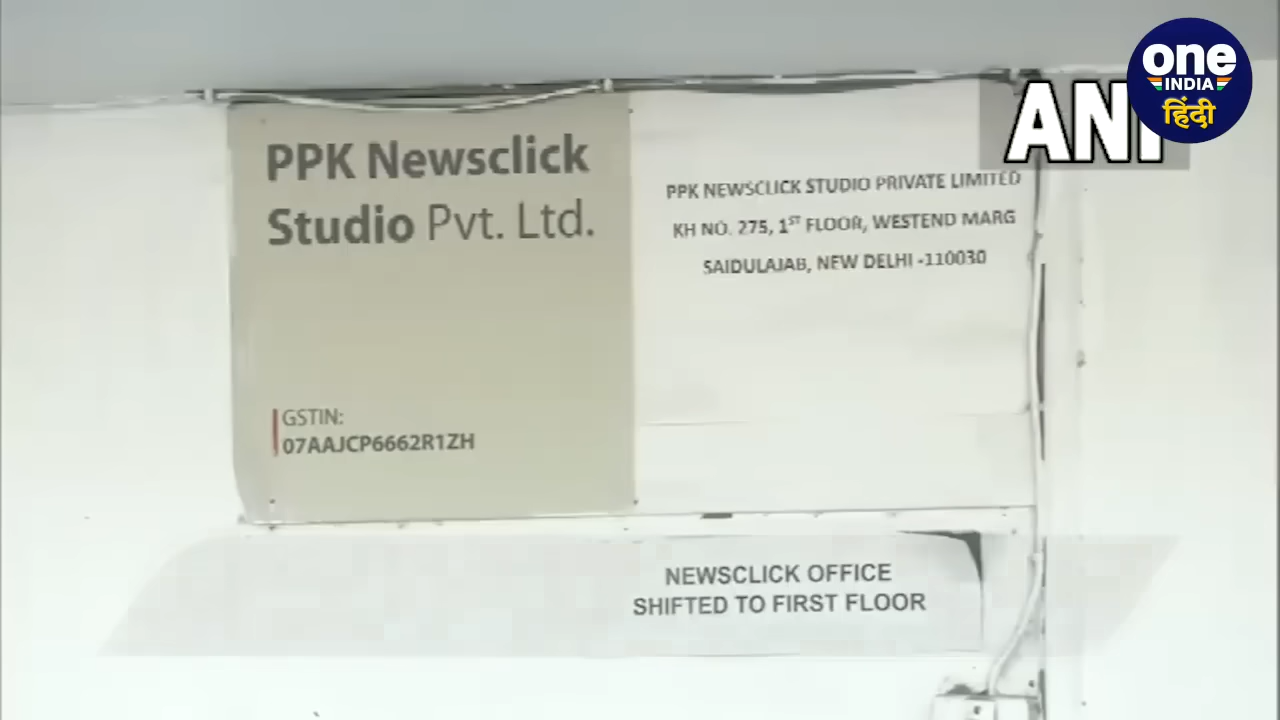 PPK Newsclick
Studio Pvt. Ltd.
GSTIN:
07AAJCP6662R1ZH
PPK NEWSCLICK STUDIO PRIVATE LIMITED
KH NO. 275, 1ST FLOOR, WESTEND MARG
SAIDULAJAB, NEW DELHI -110030
NEWSCLICK OFFICE
SHIFTED TO FIRST FLOOR
ANI
one
INDIA
हिंदी